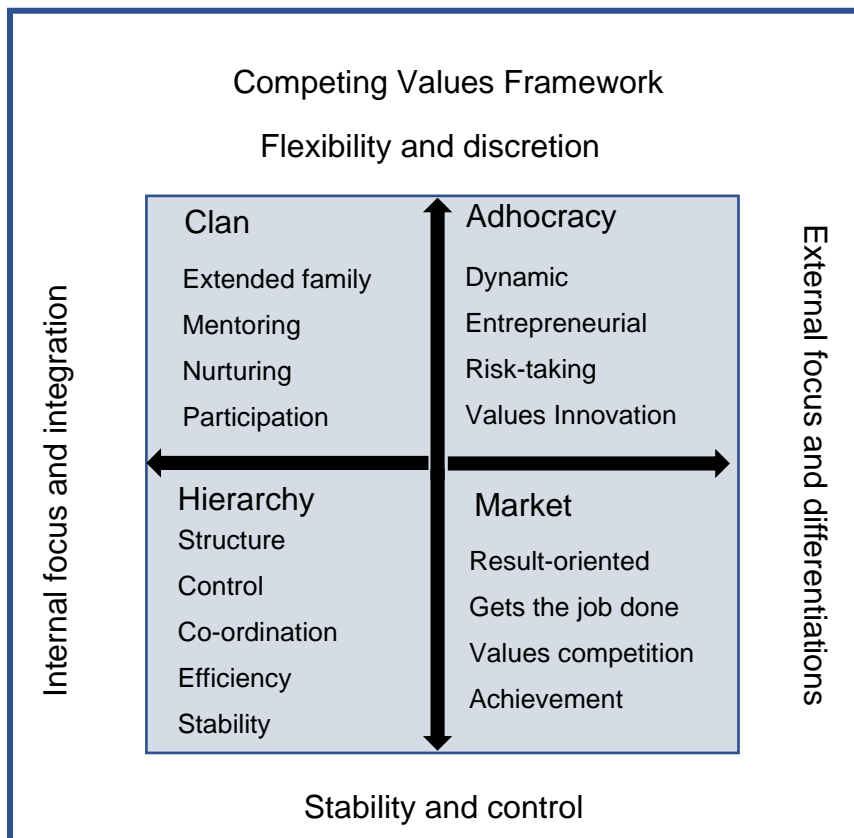 Competing Values Framework
Flexibility and discretion
Internal focus and integration
Clan
Extended family
Mentoring
Nurturing
Participation
Adhocracy
Dynamic
Entrepreneurial
Risk-taking
Values Innovation
Hierarchy
Structure
Control
Co-ordination
Efficiency
Stability
Market
Result-oriented
Gets the job done
Values competition
Achievement
External focus and differentiations
Stability and control